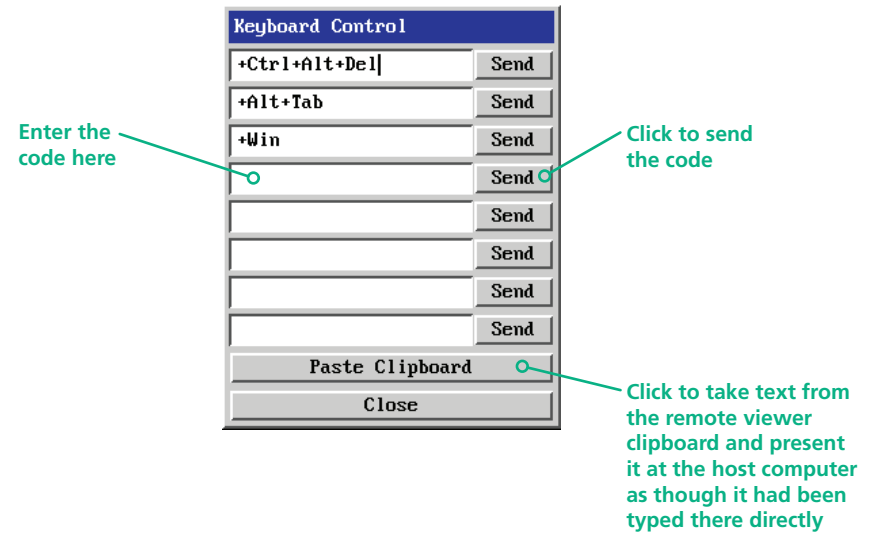 Keyboard Control
+Ctrl+Alt+Del
Send
+Alt+Tab
Send
+Win
Send
Send
Send
Send
Send
Send
Paste Clipboard
Close
Enter the
code here
Click to send
the code
Click to take text from
the remote viewer
clipboard and present
it at the host computer
as though it had been
typed there directly